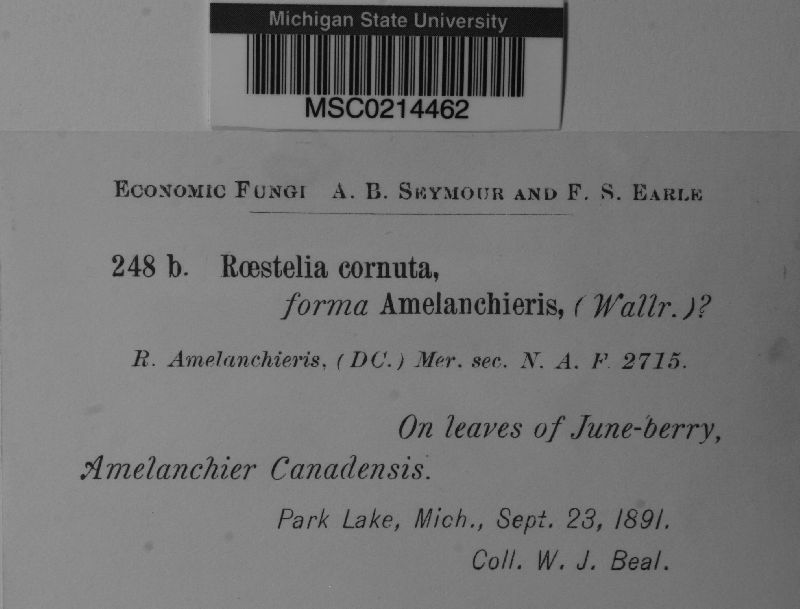 Michigan State University
MSC0214462
ECONOMIC FUNGI A. B. SEYMOUR AND F. S. EARLE
248 b. Rœstelia cornuta,
forma Amelanchieris, (Wallr.)?
R. Amelanchieris, (DC.) Mer. sec. N. A. F. 2715.
On leaves of June-berry,
Amelanchier Canadensis.
Park Lake, Mich., Sept. 23, 1891.
Coll. W. J. Beal.